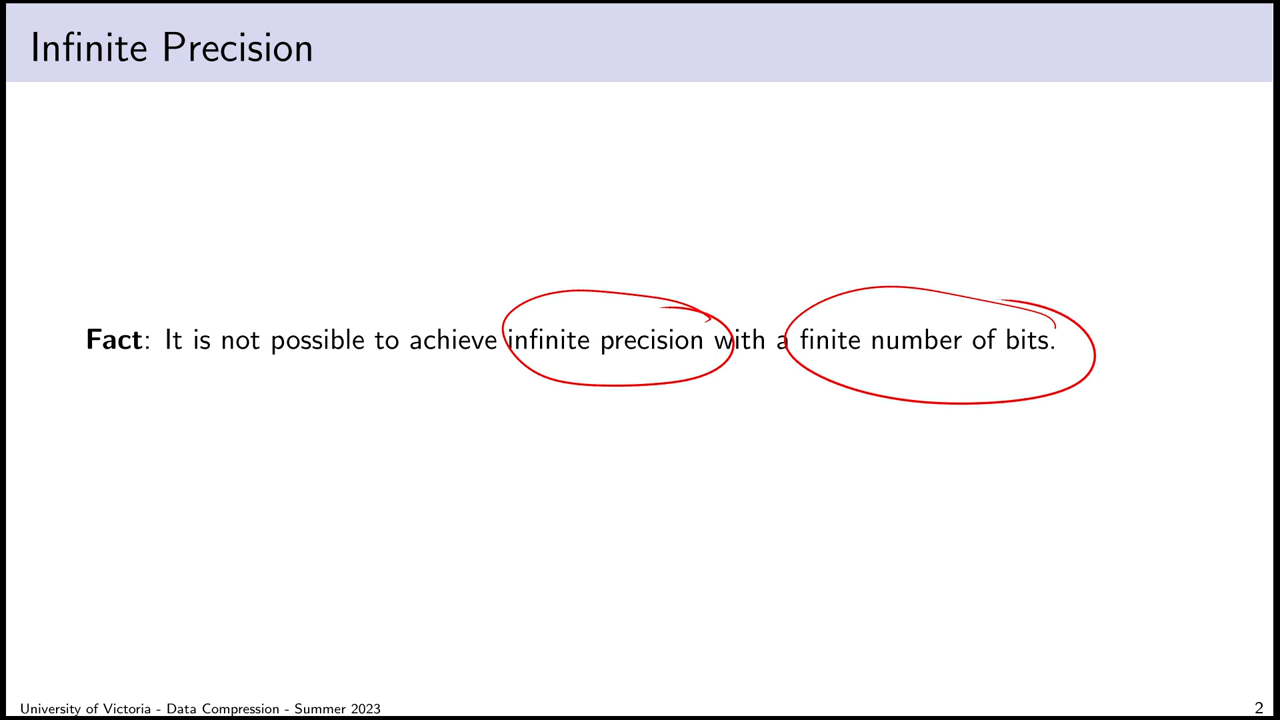 Infinite Precision
Fact: It is not possible to achieve infinite precision with a finite number of bits.
University of Victoria - Data Compression - Summer 2023
2